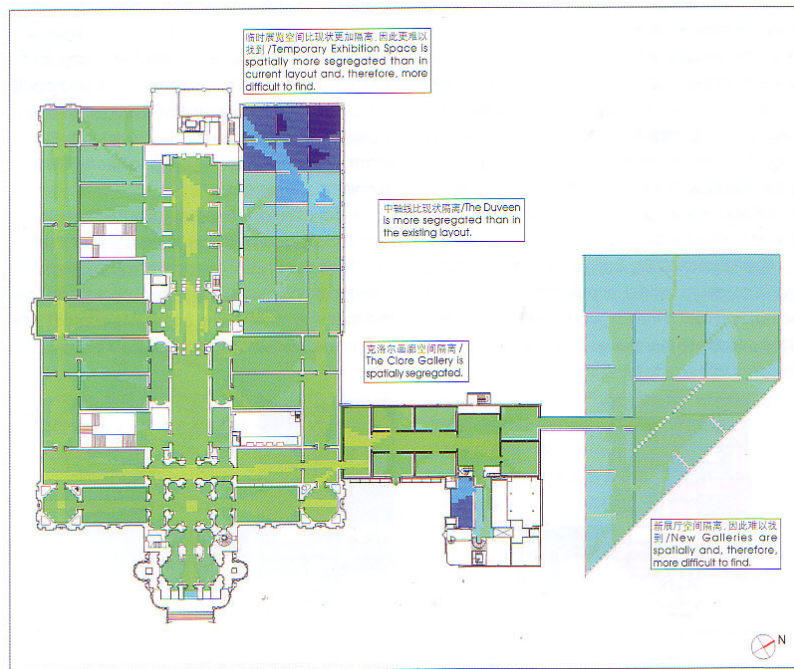 临时展览空间比现状更加隔离,因此更难以
找到/Temporary Exhibition Space is
spatially more segregated than in
current layout and, therefore, more
difficult to find.
中轴线比现状隔离/The Duveen
is more segregated than in
the existing layout.
克洛尔画廊空间隔离/
The Clore Gallery is
spatially segregated.
新展厅空间隔离,因此难以找
到/New Galleries are
spatially and, therefore,
more difficult to find.
N